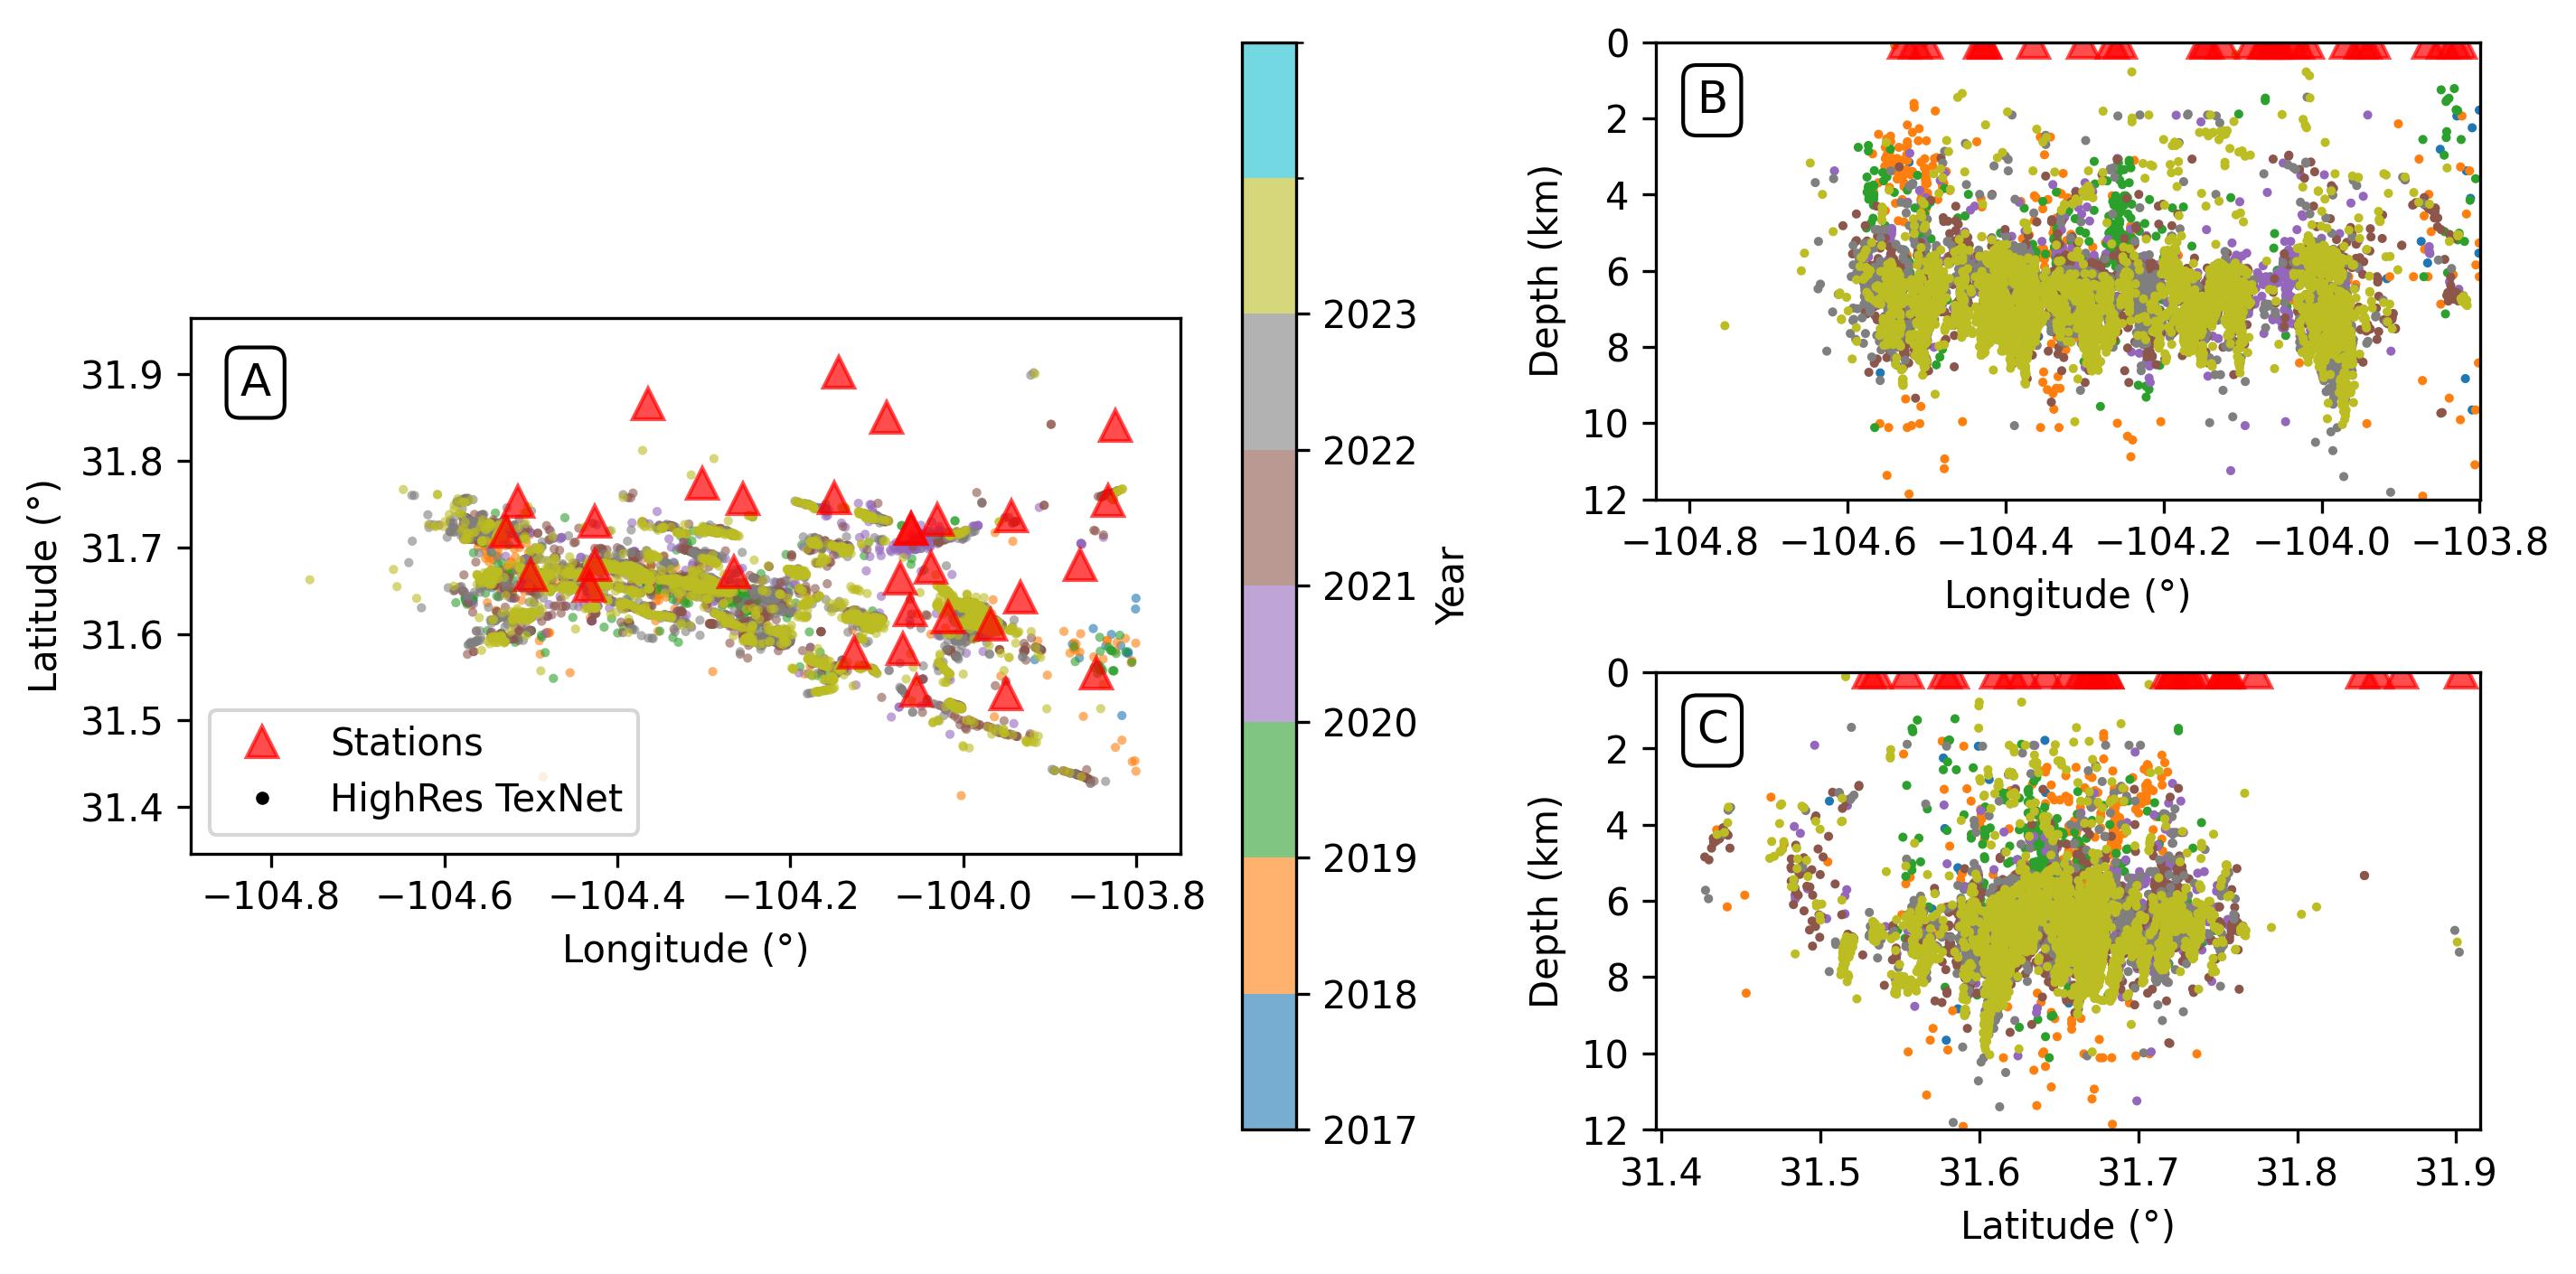 A
31.9
31.8
31.7
31.6
31.5
31.4
Latitude (°)
Stations
HighRes TexNet
−104.8 −104.6 −104.4 −104.2 −104.0 −103.8
Longitude (°)
2023
2022
2021
2020
2019
2018
2017
Year
B
0
2
4
6
8
10
12
Depth (km)
−104.8 −104.6 −104.4 −104.2 −104.0 −103.8
Longitude (°)
C
0
2
4
6
8
10
12
Depth (km)
31.4 31.5 31.6 31.7 31.8 31.9
Latitude (°)